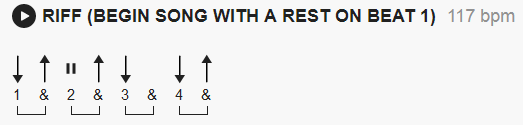 RIFF (BEGIN SONG WITH A REST ON BEAT 1) 117 bpm
1 & 2 & 3 & 4 &